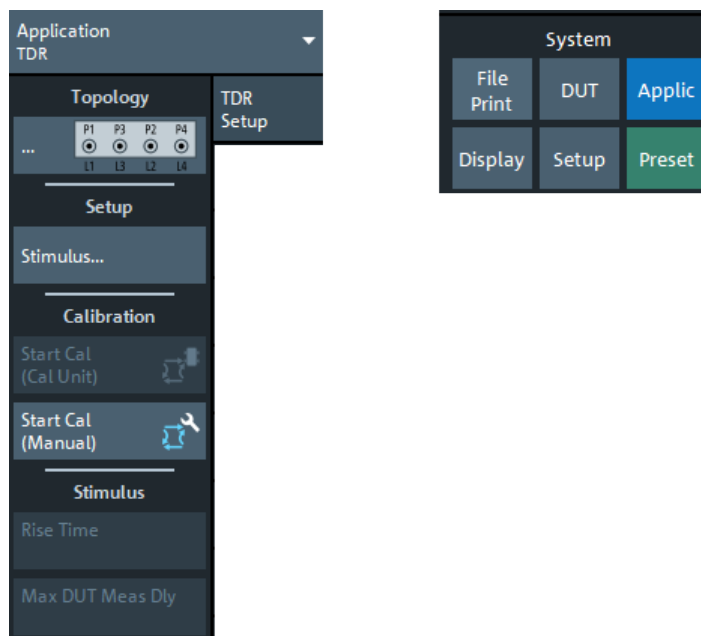 Application
TDR
Topology
TDR
Setup
...
P1 P3 P2 P4
L1 L3 L2 L4
Setup
Stimulus...
Calibration
Start Cal
(Cal Unit)
Start Cal
(Manual)
Stimulus
Rise Time
Max DUT Meas Dly
System
File
Print
DUT
Applic
Display
Setup
Preset